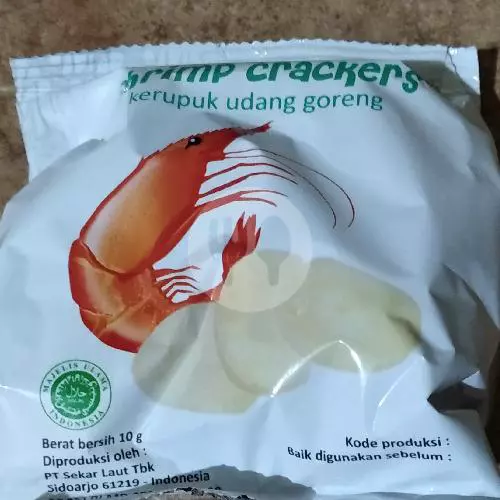 shrimp crackers
kerupuk udang goreng
MAJELIS ULAMA
INDONESIA
حلال
Berat bersih 10 g
Diproduksi oleh :
PT Sekar Laut Tbk
Sidoarjo 61219 - Indonesia
Kode produksi :
Baik digunakan sebelum :